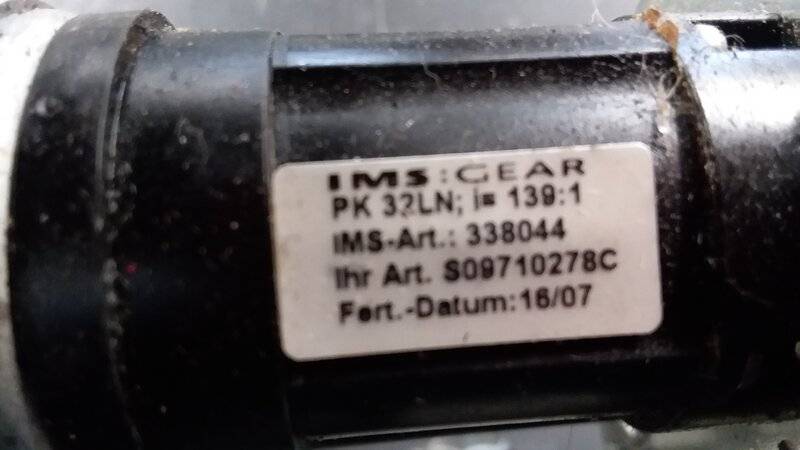 IMS:GEAR
PK 32LN; i= 139:1
IMS-Art.: 338044
Ihr Art. S09710278C
Fert.-Datum:16/07